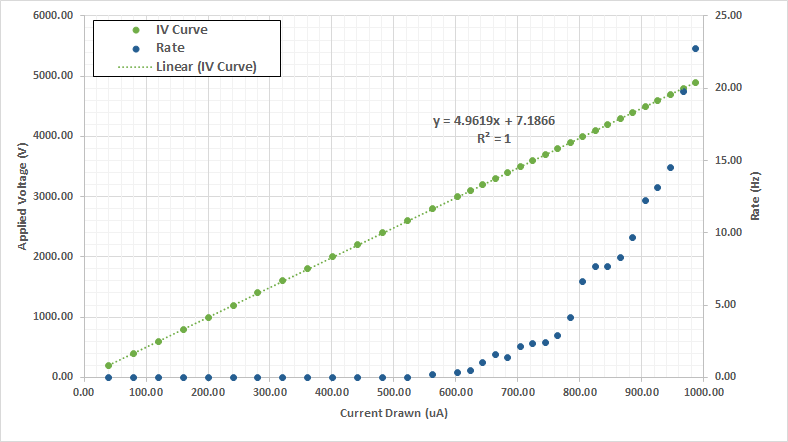 6000.00
5000.00
4000.00
3000.00
2000.00
1000.00
0.00
Applied Voltage (V)
IV Curve
Rate
Linear (IV Curve)
y = 4.9619x + 7.1866
R² = 1
25.00
20.00
15.00
10.00
5.00
0.00
Rate (Hz)
0.00 100.00 200.00 300.00 400.00 500.00 600.00 700.00 800.00 900.00 1000.00
Current Drawn (uA)